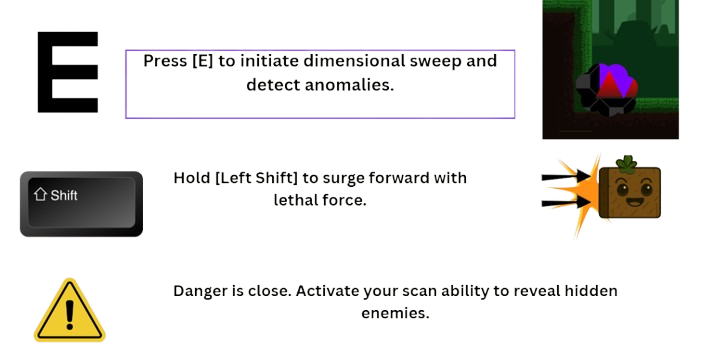 E
Press [E] to initiate dimensional sweep and
detect anomalies.
Shift
Hold [Left Shift] to surge forward with
lethal force.
Danger is close. Activate your scan ability to reveal hidden
enemies.